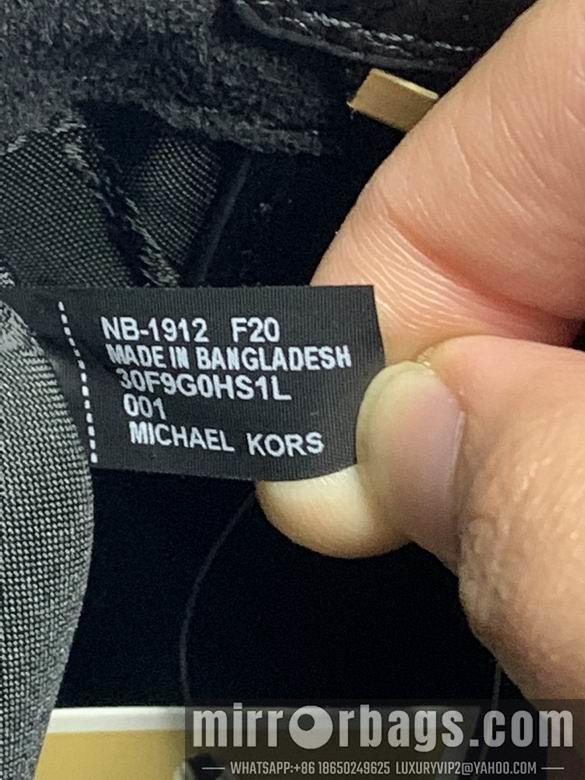 NB-1912 F20
MADE IN BANGLADESH
30F9G0HS1L
001
MICHAEL KORS
mirrorbags.com
WHATSAPP:+86 18650249625 LUXURYVIP2@YAHOO.COM